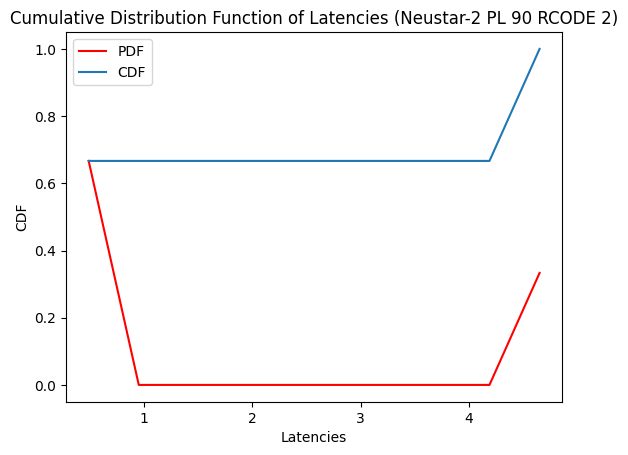 Cumulative Distribution Function of Latencies (Neustar-2 PL 90 RCODE 2)
PDF
CDF
1.0
0.8
0.6
0.4
0.2
0.0
CDF
1 2 3 4
Latencies